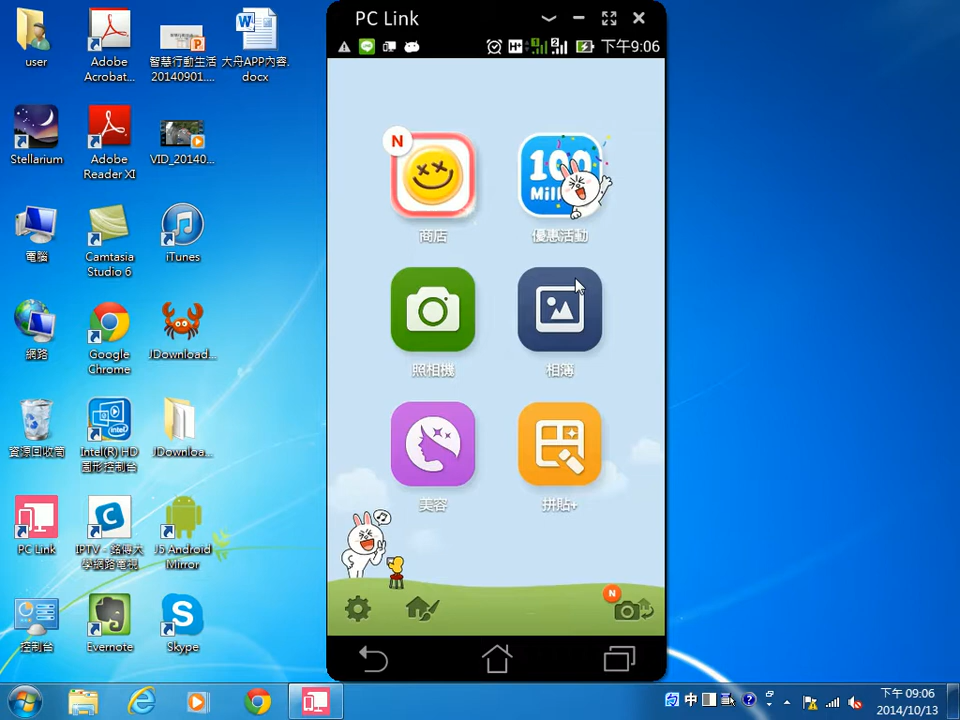 user
Adobe
Acrobat...
智慧行動生活
20140901....
大舟APP內容.
docx
Stellarium
Adobe
Reader XI
VID_20140...
電腦
Camtasia
Studio 6
iTunes
網路
Google
Chrome
JDownload...
資源回收筒
Intel(R) HD
圖形控制台
JDownloa...
PC Link
IPTV - 銘傳大
學網路電視
JS Android
Mirror
控制台
Evernote
Skype
PC Link
下午9:06
N
商店
100
Mill
優惠活動
照相機
相簿
美容
拼貼+
N
中
下午 09:06
2014/10/13